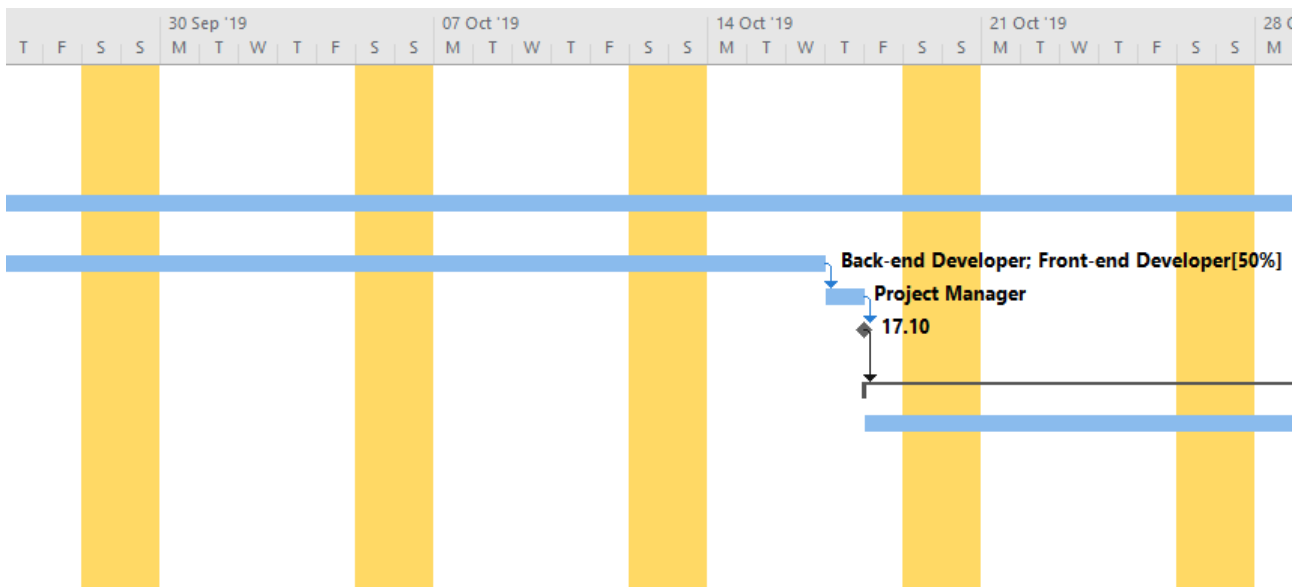 30 Sep '19 07 Oct '19 14 Oct '19 21 Oct '19 28
T F S S M T W T F S S M T W T F S S M T W T F S S M T W T F S S M
Back-end Developer; Front-end Developer[50%]
Project Manager
17.10